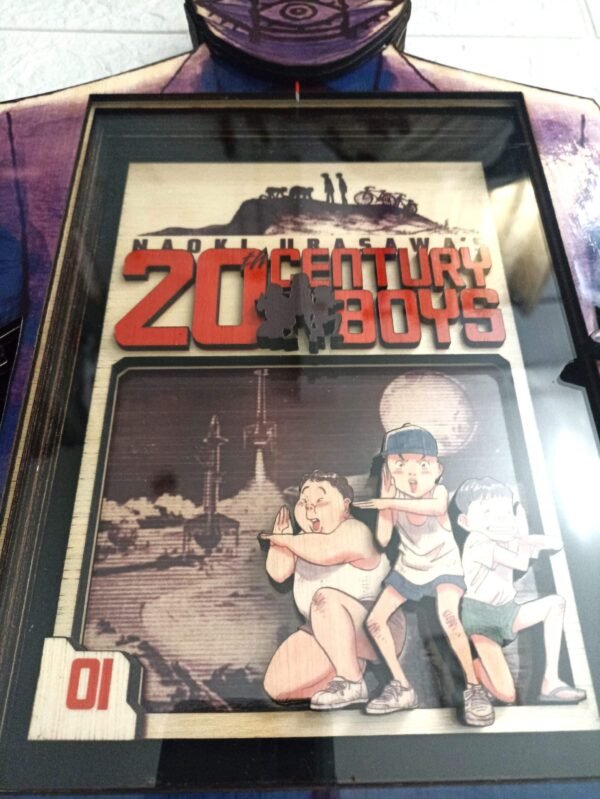 NAOKI URASAWA'S
20th CENTURY
BOYS
01